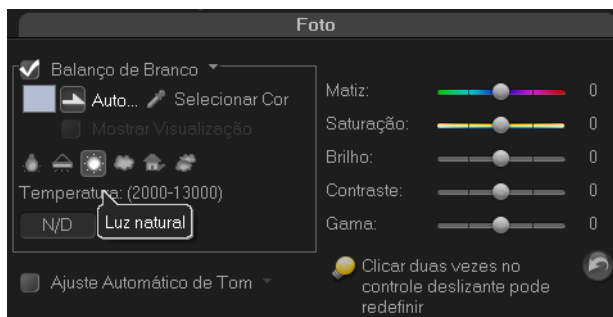 Foto
Balanço de Branco
Auto... Selecionar Cor
Mostrar Visualização
Temperatura: (2000-13000)
N/D
Luz natural
Ajuste Automático de Tom
Matiz: 0
Saturação: 0
Brilho: 0
Contraste: 0
Gama: 0
Clicar duas vezes no
controle deslizante pode
redefinir